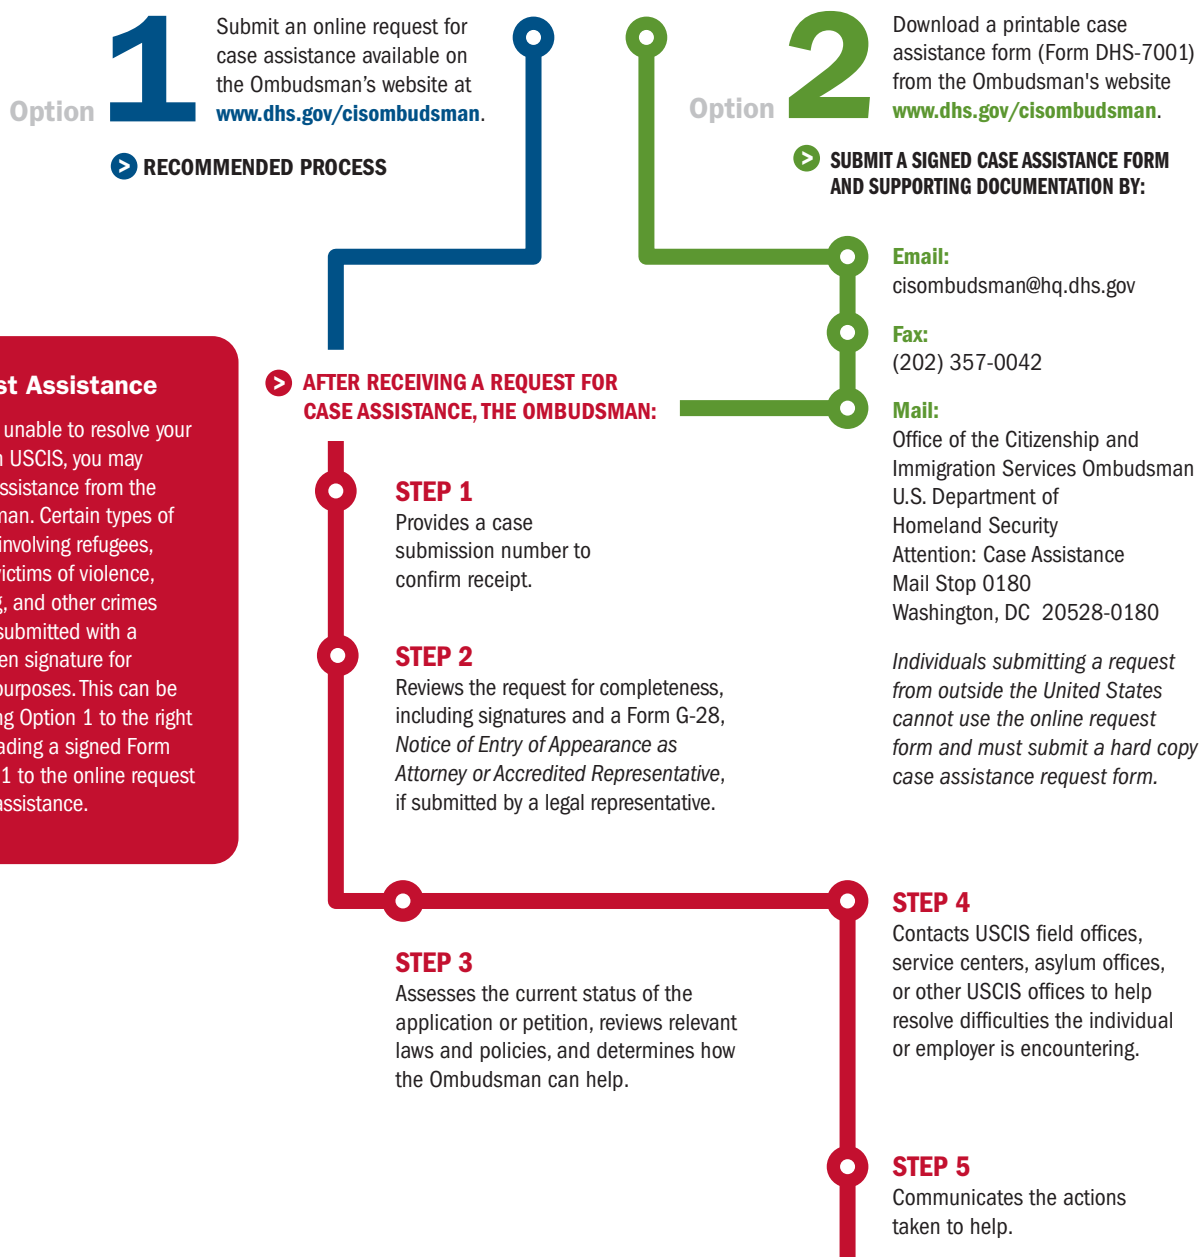 Option
1
Submit an online request for
case assistance available on
the Ombudsman’s website at
www.dhs.gov/cisombudsman.
> RECOMMENDED PROCESS
Option
2
Download a printable case
assistance form (Form DHS-7001)
from the Ombudsman's website
www.dhs.gov/cisombudsman.
> SUBMIT A SIGNED CASE ASSISTANCE FORM
AND SUPPORTING DOCUMENTATION BY:
Email:
cisombudsman@hq.dhs.gov
Fax:
(202) 357-0042
Mail:
Office of the Citizenship and
Immigration Services Ombudsman
U.S. Department of
Homeland Security
Attention: Case Assistance
Mail Stop 0180
Washington, DC 20528-0180
Individuals submitting a request
from outside the United States
cannot use the online request
form and must submit a hard copy
case assistance request form.
st Assistance
unable to resolve your
n USCIS, you may
ssistance from the
man. Certain types of
involving refugees,
victims of violence,
g, and other crimes
submitted with a
en signature for
purposes. This can be
ng Option 1 to the right
ading a signed Form
1 to the online request
assistance.
> AFTER RECEIVING A REQUEST FOR
CASE ASSISTANCE, THE OMBUDSMAN:
STEP 1
Provides a case
submission number to
confirm receipt.
STEP 2
Reviews the request for completeness,
including signatures and a Form G-28,
Notice of Entry of Appearance as
Attorney or Accredited Representative,
if submitted by a legal representative.
STEP 3
Assesses the current status of the
application or petition, reviews relevant
laws and policies, and determines how
the Ombudsman can help.
STEP 4
Contacts USCIS field offices,
service centers, asylum offices,
or other USCIS offices to help
resolve difficulties the individual
or employer is encountering.
STEP 5
Communicates the actions
taken to help.